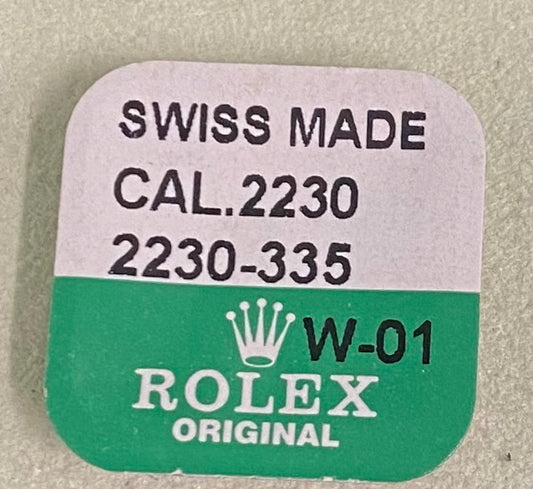 SWISS MADE
CAL.2230
2230-335
W-01
ROLEX
ORIGINAL